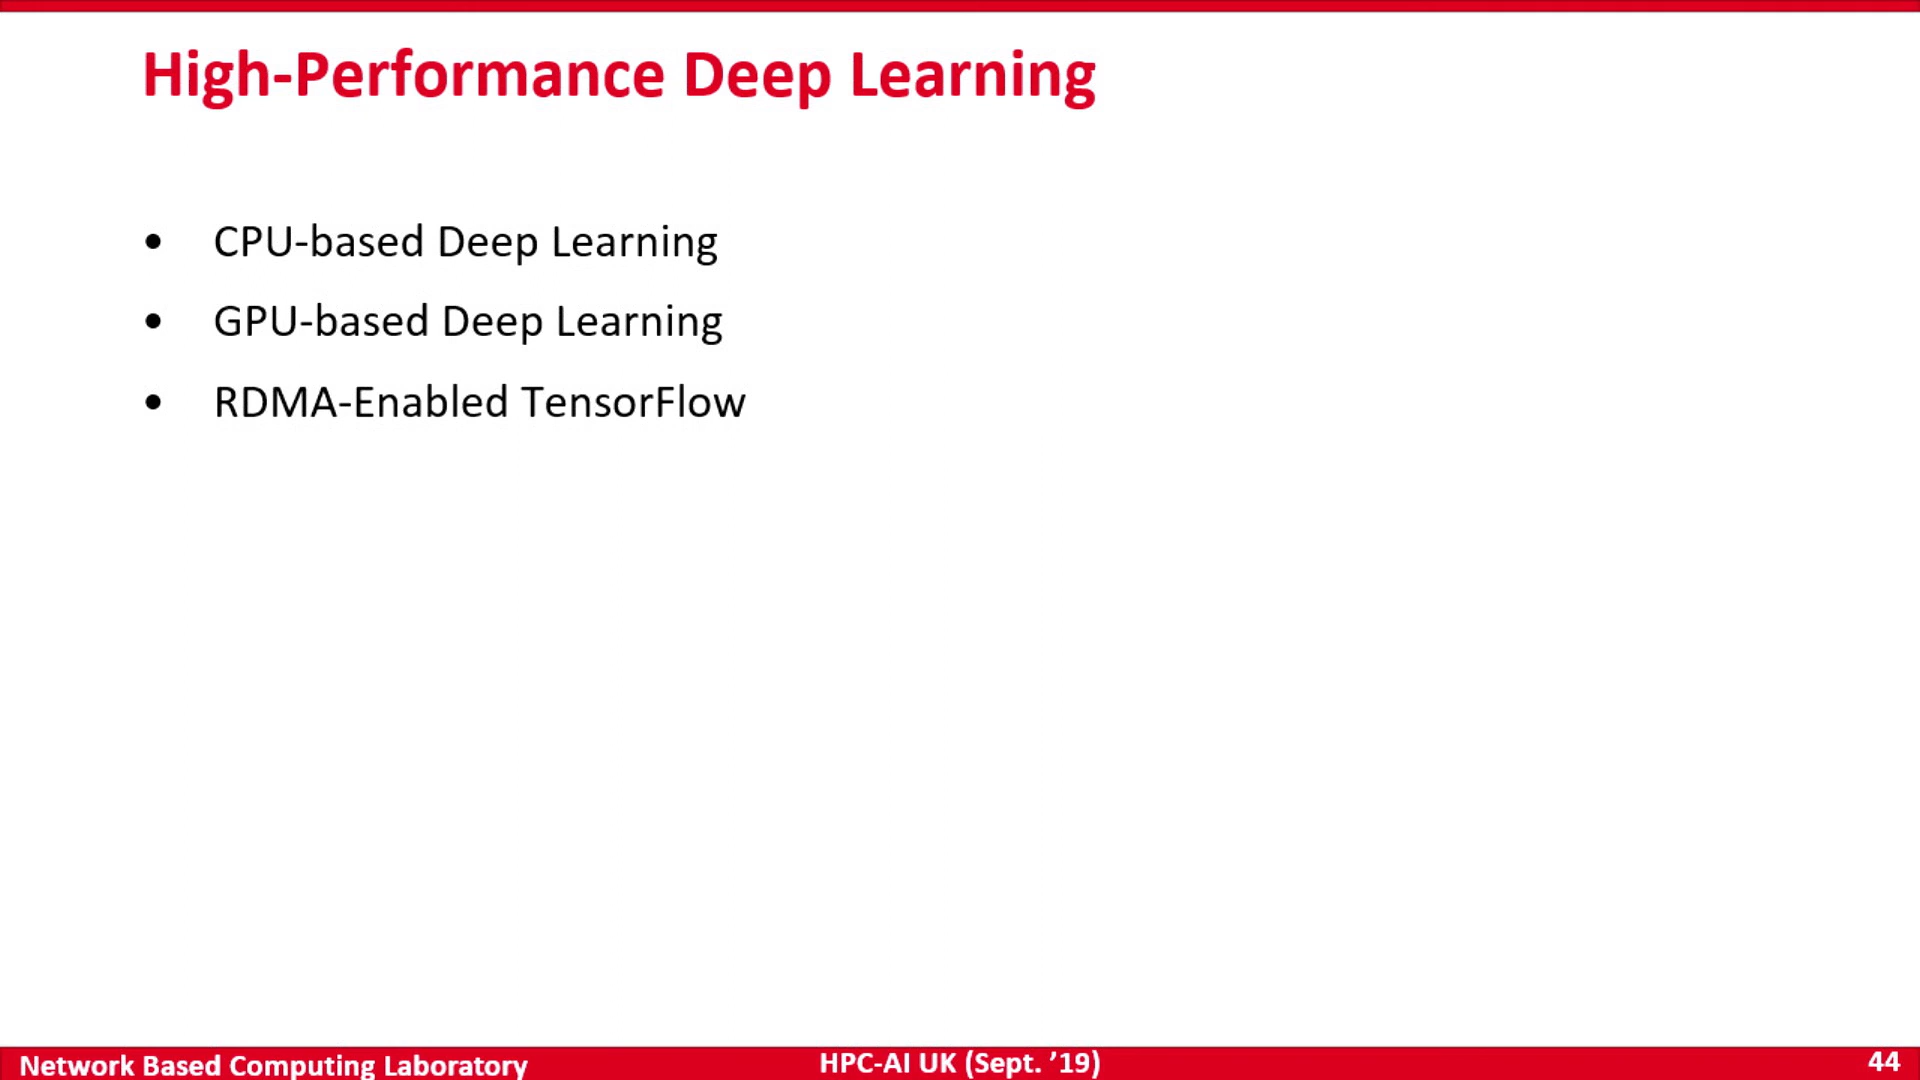 High-Performance Deep Learning
• CPU-based Deep Learning
• GPU-based Deep Learning
• RDMA-Enabled TensorFlow
Network Based Computing Laboratory
HPC-AI UK (Sept. ’19)
44